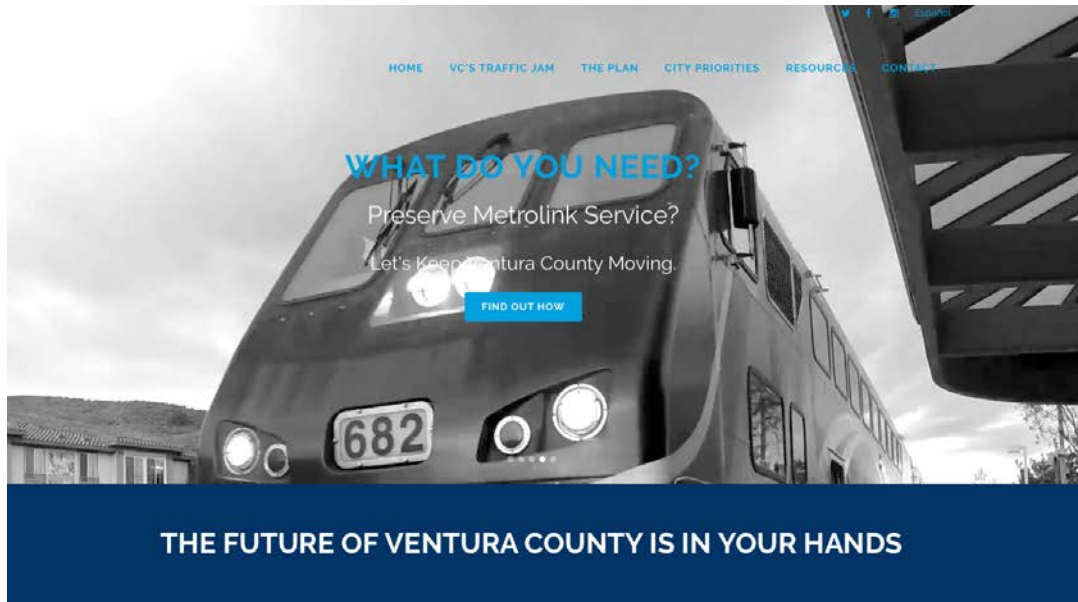 Español
HOME VC'S TRAFFIC JAM THE PLAN CITY PRIORITIES RESOURCES CONTACT
WHAT DO YOU NEED?
Preserve Metrolink Service?
Let's Keep Ventura County Moving.
FIND OUT HOW
682
THE FUTURE OF VENTURA COUNTY IS IN YOUR HANDS